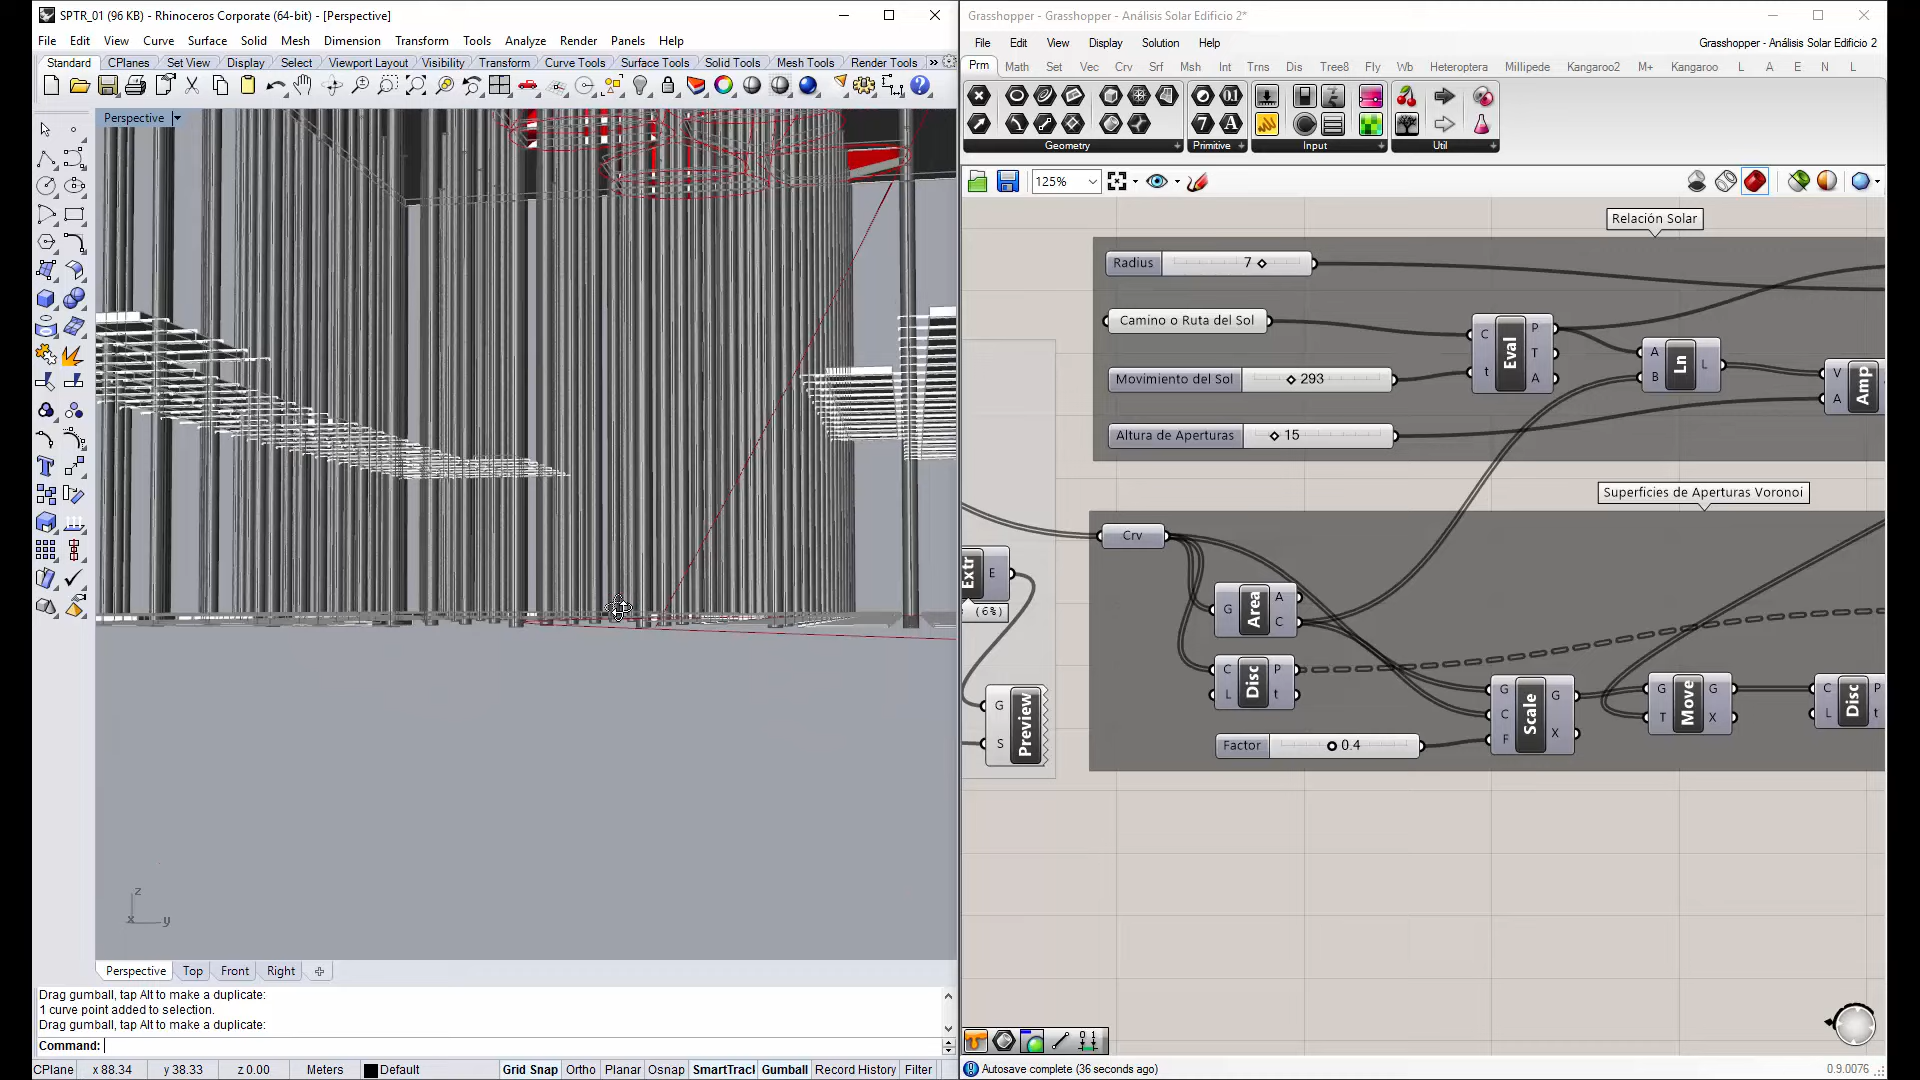 SPTR_01 (96 KB) - Rhinoceros Corporate (64-bit) - [Perspective]
File Edit View Curve Surface Solid Mesh Dimension Transform Tools Analyze Render Panels Help
Standard CPlanes Set View Display Select Viewport Layout Visibility Transform Curve Tools Surface Tools Solid Tools Mesh Tools Render Tools
Perspective
z
x y
Perspective Top Front Right
Drag gumball, tap Alt to make a duplicate:
1 curve point added to selection.
Drag gumball, tap Alt to make a duplicate:
Command:
CPlane x 88.34 y 38.33 z 0.00 Meters Default Grid Snap Ortho Planar Osnap SmartTracl Gumball Record History Filter
Grasshopper - Grasshopper - Análisis Solar Edificio 2*
File Edit View Display Solution Help
Grasshopper - Análisis Solar Edificio 2
Prm Math Set Vec Crv Srf Msh Int Trns Dis Tree8 Fly Wb Heteroptera Millipede Kangaroo2 M+ Kangaroo L A E N L
Geometry Primitive Input Util
125%
Relación Solar
Radius 7
Camino o Ruta del Sol
Movimiento del Sol 293
Altura de Aperturas 15
C t Eval P T A
A B Ln L
V A Amp
Superficies de Aperturas Voronoi
Crv
Extr E
(6%)
G S Preview
G Area A C
C L Disc P t
Factor 0.4
G C F Scale G X
G T Move G X
C L Disc P t
Autosave complete (36 seconds ago)
0.9.0076